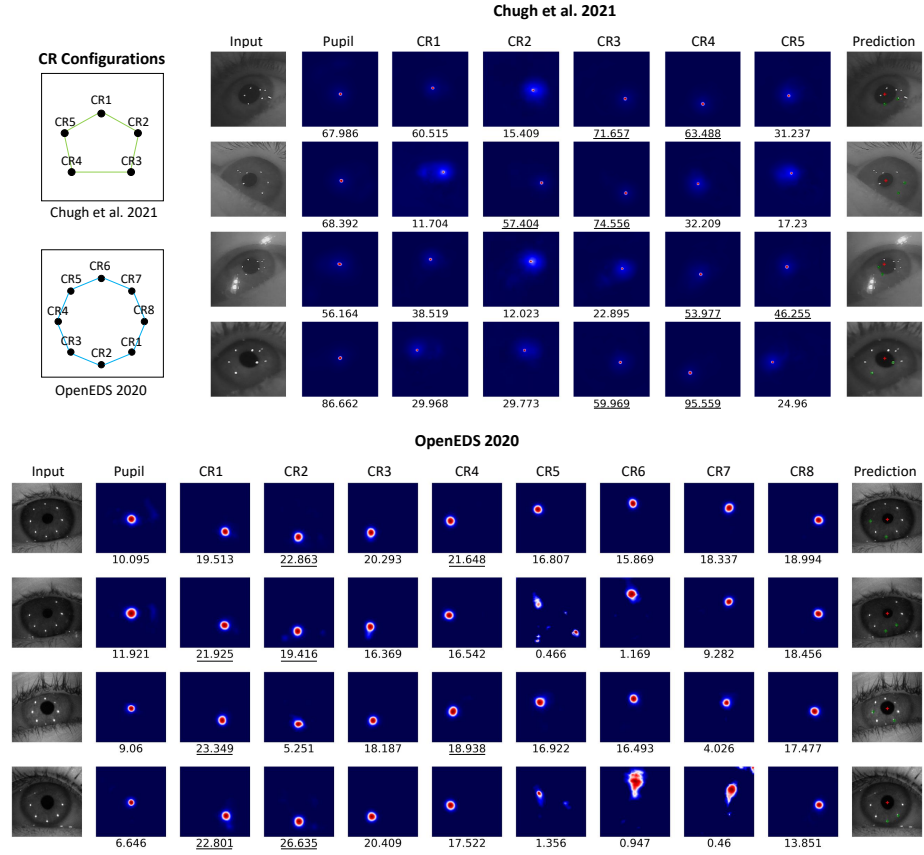 Chugh et al. 2021
CR Configurations
CR1
CR5 CR2
CR4 CR3
Chugh et al. 2021
CR6
CR5 CR7
CR4 CR8
CR3 CR1
CR2
OpenEDS 2020
Input Pupil CR1 CR2 CR3 CR4 CR5 Prediction
67.986 60.515 15.409 71.657 63.488 31.237
68.392 11.704 57.404 74.556 32.209 17.23
56.164 38.519 12.023 22.895 53.977 46.255
86.662 29.968 29.773 59.969 95.559 24.96
OpenEDS 2020
Input Pupil CR1 CR2 CR3 CR4 CR5 CR6 CR7 CR8 Prediction
10.095 19.513 22.863 20.293 21.648 16.807 15.869 18.337 18.994
11.921 21.925 19.416 16.369 16.542 0.466 1.169 9.282 18.456
9.06 23.349 5.251 18.187 18.938 16.922 16.493 4.026 17.477
6.646 22.801 26.635 20.409 17.522 1.356 0.947 0.46 13.851